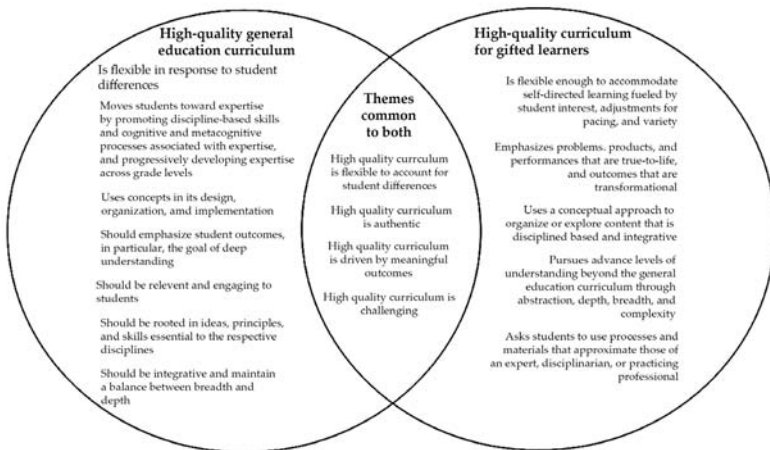 High-quality general
education curriculum
Is flexible in response to student
differences
Moves students toward expertise
by promoting discipline-based skills
and cognitive and metacognitive
processes associated with expertise,
and progressively developing expertise
across grade levels
Uses concepts in its design,
organization, amd implementation
Should emphasize student outcomes,
in particular, the goal of deep
understanding
Should be relevent and engaging to
students
Should be rooted in ideas, principles,
and skills essential to the respective
disciplines
Should be integrative and maintain
a balance between breadth and
depth
Themes
common
to both
High quality currculum
is flexible to account for
student differences
High quality curriculum
is authentic
High quality curriculum
is driven by meaningful
outcomes
High quality curriculum is
challenging
High-quality curriculum
for gifted learners
Is flexible enough to accommodate
self-directed learning fueled by
student interest, adjustments for
pacing, and variety
Emphasizes problems, products, and
performances that are true-to-life,
and outcomes that are
transformational
Uses a conceptual approach to
organize or explore content that is
disciplined based and integrative
Pursues advance levels of
understanding beyond the general
education curriculum through
abstraction, depth, breadth, and
complexity
Asks students to use processes and
materials that approximate those of
an expert, disciplinarian, or practicing
professional